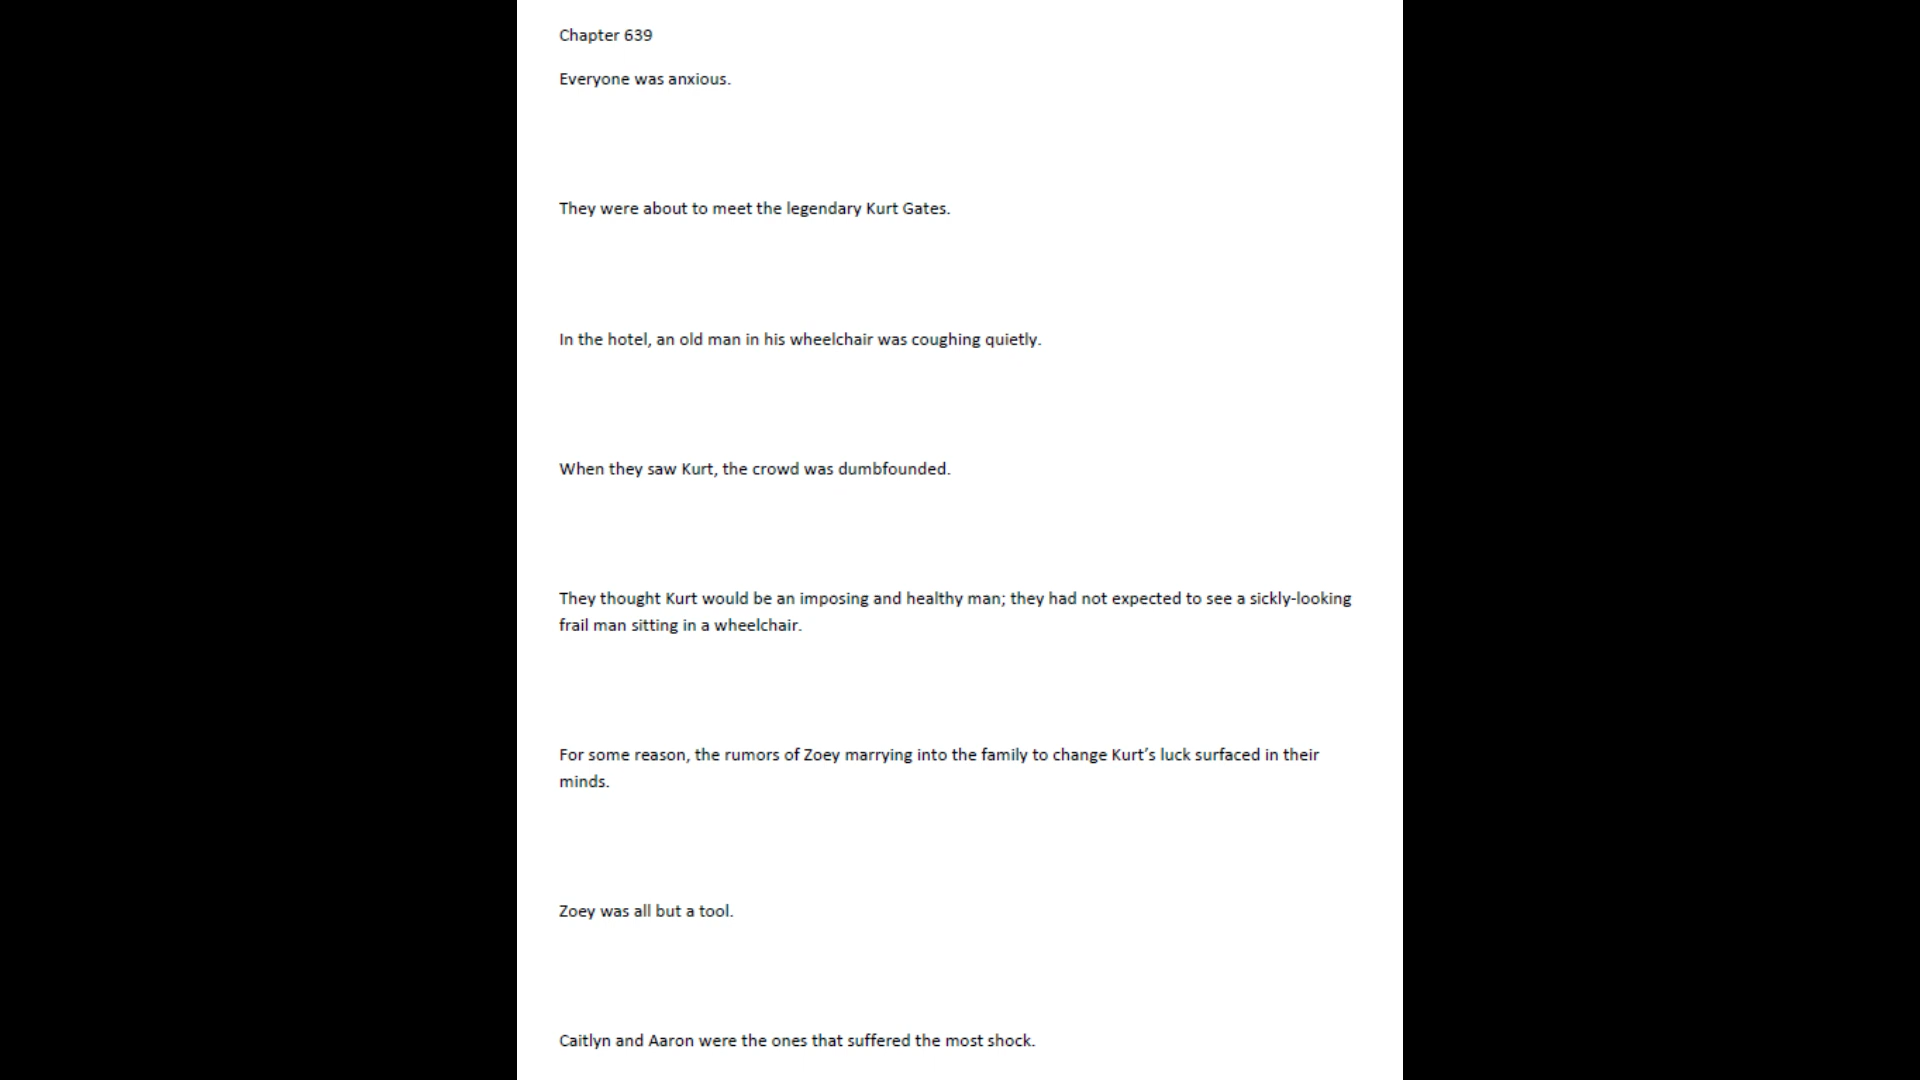 Chapter 639
Everyone was anxious.
They were about to meet the legendary Kurt Gates.
In the hotel, an old man in his wheelchair was coughing quietly.
When they saw Kurt, the crowd was dumbfounded.
They thought Kurt would be an imposing and healthy man; they had not expected to see a sickly-looking
frail man sitting in a wheelchair.
For some reason, the rumors of Zoey marrying into the family to change Kurt’s luck surfaced in their
minds.
Zoey was all but a tool.
Caitlyn and Aaron were the ones that suffered the most shock.